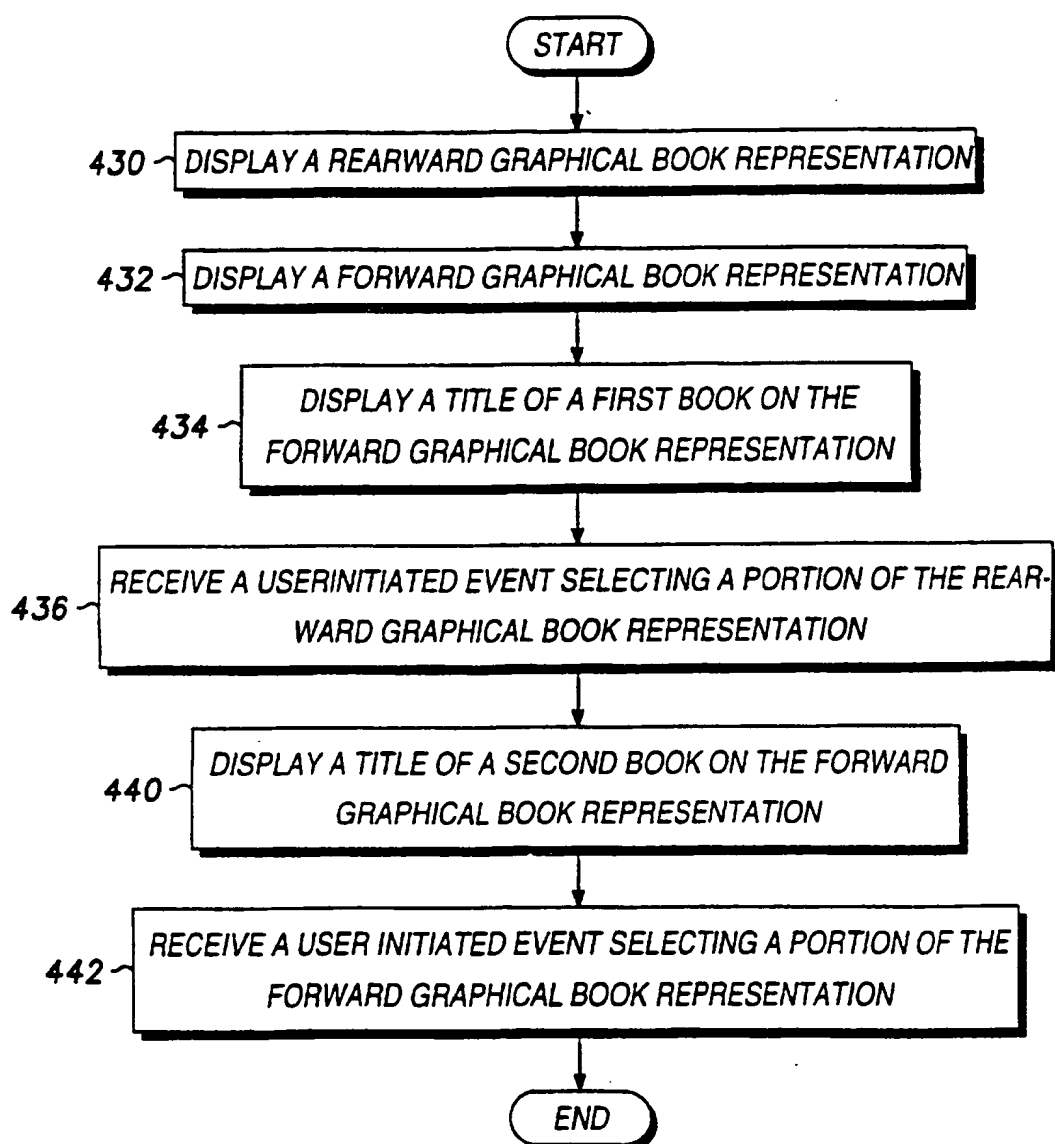 START
430 DISPLAY A REARWARD GRAPHICAL BOOK REPRESENTATION
432 DISPLAY A FORWARD GRAPHICAL BOOK REPRESENTATION
434 DISPLAY A TITLE OF A FIRST BOOK ON THE
FORWARD GRAPHICAL BOOK REPRESENTATION
436 RECEIVE A USERINITIATED EVENT SELECTING A PORTION OF THE REAR-
WARD GRAPHICAL BOOK REPRESENTATION
440 DISPLAY A TITLE OF A SECOND BOOK ON THE FORWARD
GRAPHICAL BOOK REPRESENTATION
442 RECEIVE A USER INITIATED EVENT SELECTING A PORTION OF THE
FORWARD GRAPHICAL BOOK REPRESENTATION
END